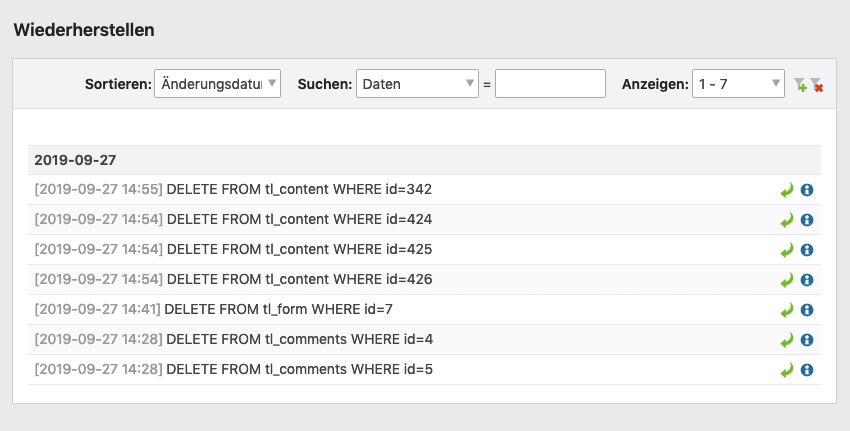 Wiederherstellen
Sortieren: Änderungsdatu Suchen: Daten = Anzeigen: 1 - 7
2019-09-27
[2019-09-27 14:55] DELETE FROM tl_content WHERE id=342
[2019-09-27 14:54] DELETE FROM tl_content WHERE id=424
[2019-09-27 14:54] DELETE FROM tl_content WHERE id=425
[2019-09-27 14:54] DELETE FROM tl_content WHERE id=426
[2019-09-27 14:41] DELETE FROM tl_form WHERE id=7
[2019-09-27 14:28] DELETE FROM tl_comments WHERE id=4
[2019-09-27 14:28] DELETE FROM tl_comments WHERE id=5